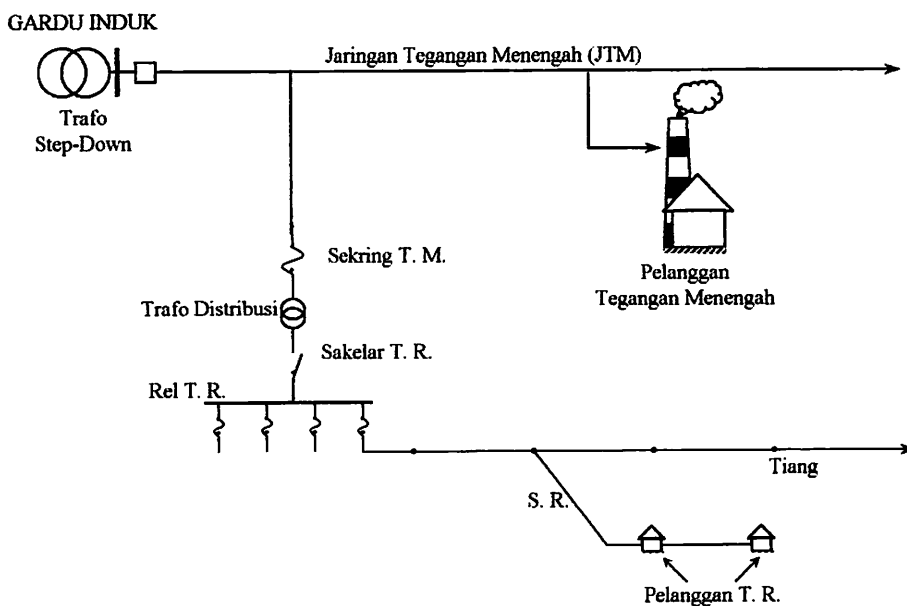 GARDU INDUK
Jaringan Tegangan Menengah (JTM)
Trafo
Step-Down
Sekring T. M.
Pelanggan
Tegangan Menengah
Trafo Distribusi
Sakelar T. R.
Rel T. R.
Tiang
S. R.
Pelanggan T. R.